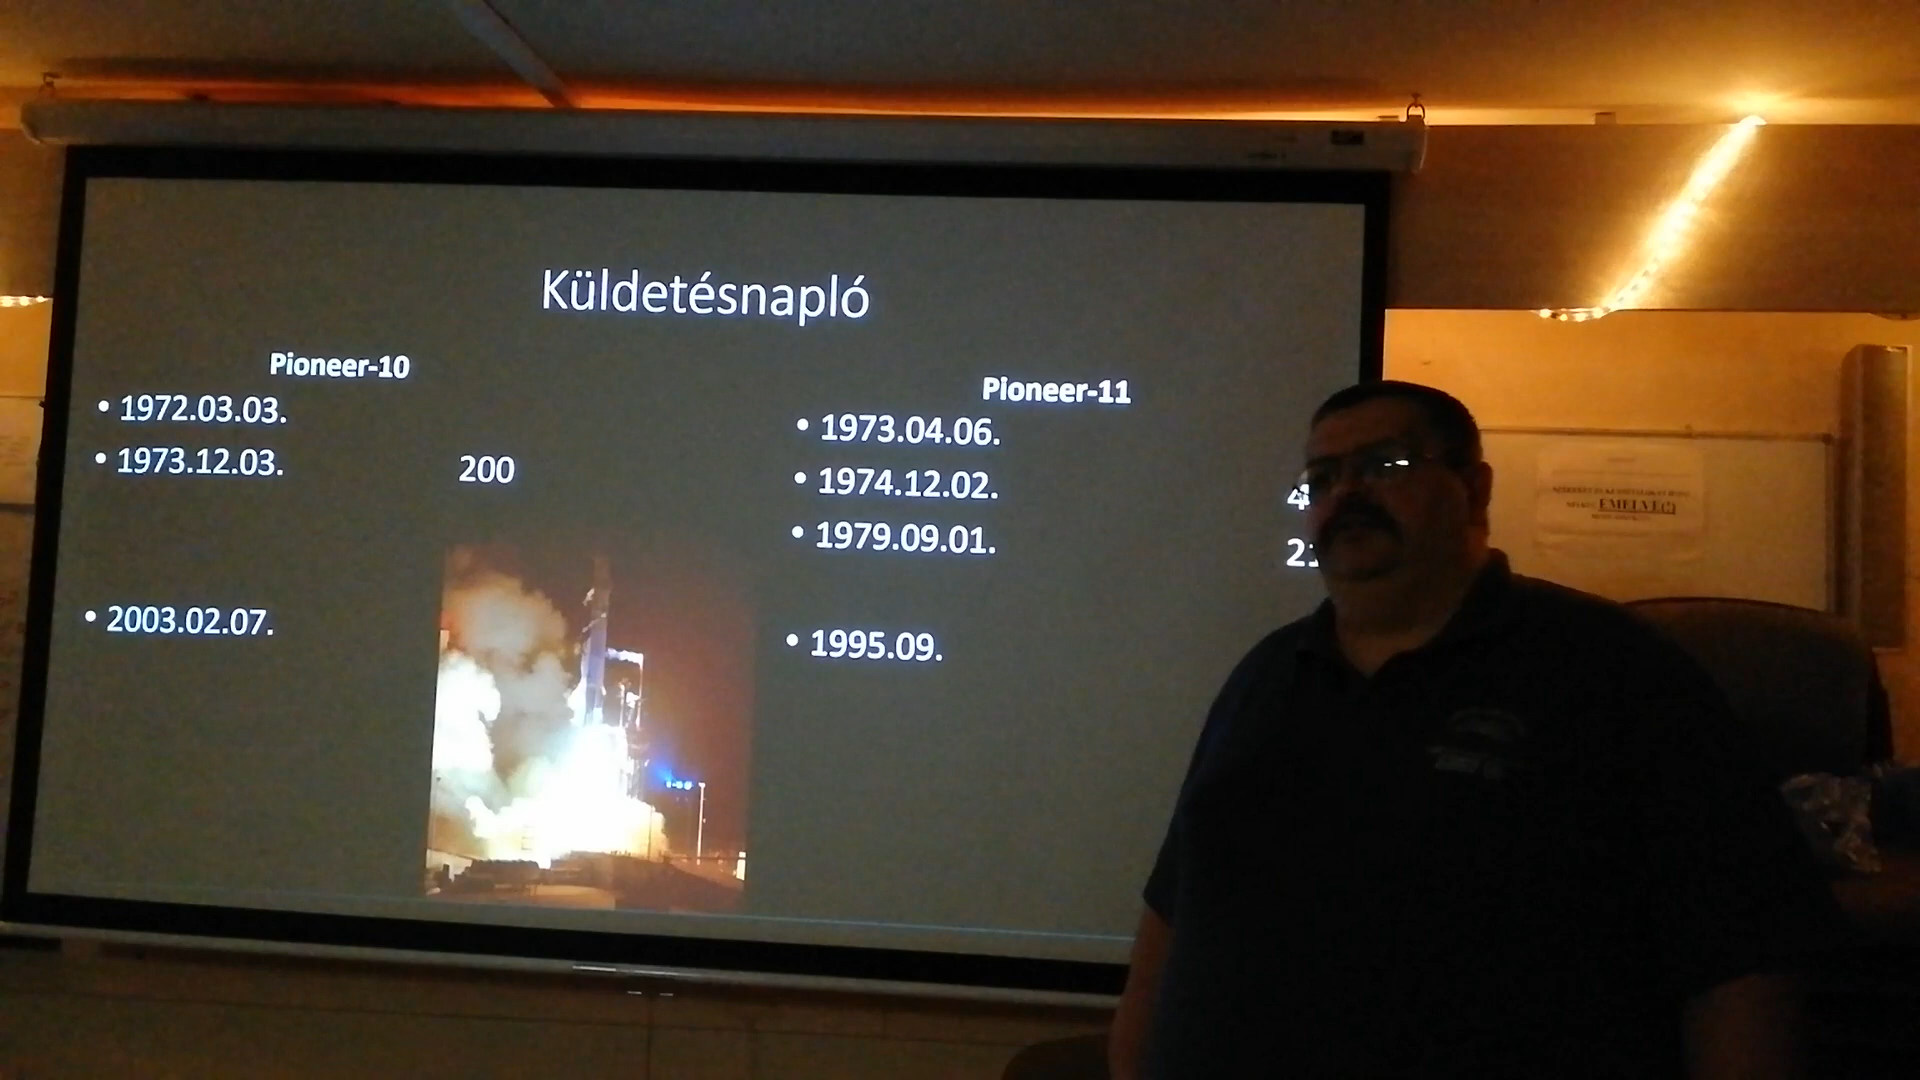 Küldetésnapló
Pioneer-10
• 1972.03.03.
• 1973.12.03. 200
• 2003.02.07.
Pioneer-11
• 1973.04.06.
• 1974.12.02.
• 1979.09.01.
• 1995.09.
ÉMELVE(!)